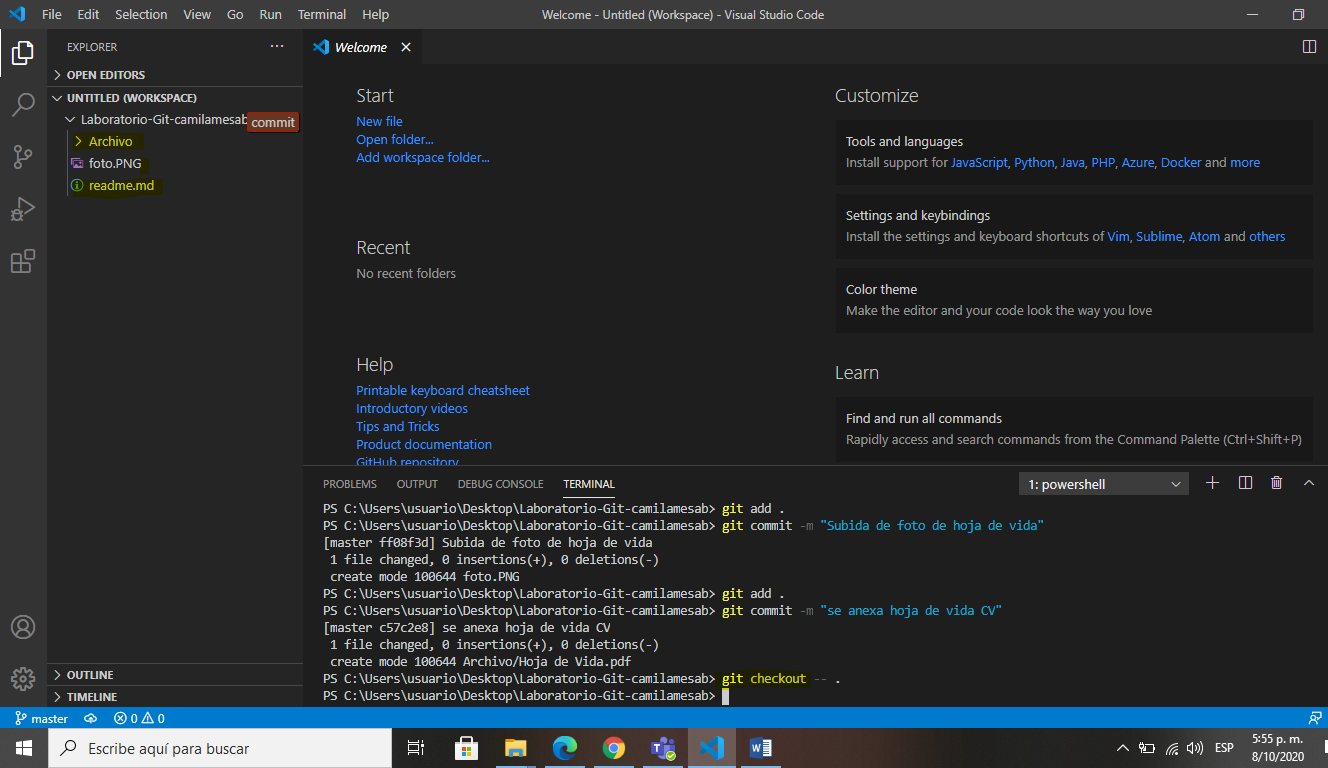 File Edit Selection View Go Run Terminal Help
Welcome - Untitled (Workspace) - Visual Studio Code
EXPLORER
OPEN EDITORS
UNTITLED (WORKSPACE)
Laboratorio-Git-camilamesab
commit
Archivo
foto.PNG
readme.md
OUTLINE
TIMELINE
Welcome
Start
New file
Open folder...
Add workspace folder...
Recent
No recent folders
Help
Printable keyboard cheatsheet
Introductory videos
Tips and Tricks
Product documentation
GitHub repository
Customize
Tools and languages
Install support for JavaScript, Python, Java, PHP, Azure, Docker and more
Settings and keybindings
Install the settings and keyboard shortcuts of Vim, Sublime, Atom and others
Color theme
Make the editor and your code look the way you love
Learn
Find and run all commands
Rapidly access and search commands from the Command Palette (Ctrl+Shift+P)
PROBLEMS OUTPUT DEBUG CONSOLE TERMINAL
1: powershell
PS C:\Users\usuario\Desktop\Laboratorio-Git-camilamesab> git add .
PS C:\Users\usuario\Desktop\Laboratorio-Git-camilamesab> git commit -m "Subida de foto de hoja de vida"
[master ff08f3d] Subida de foto de hoja de vida
1 file changed, 0 insertions(+), 0 deletions(-)
create mode 100644 foto.PNG
PS C:\Users\usuario\Desktop\Laboratorio-Git-camilamesab> git add .
PS C:\Users\usuario\Desktop\Laboratorio-Git-camilamesab> git commit -m "se anexa hoja de vida CV"
[master c57c2e8] se anexa hoja de vida CV
1 file changed, 0 insertions(+), 0 deletions(-)
create mode 100644 Archivo/Hoja de Vida.pdf
PS C:\Users\usuario\Desktop\Laboratorio-Git-camilamesab> git checkout -- .
PS C:\Users\usuario\Desktop\Laboratorio-Git-camilamesab>
master 0 0
Escribe aquí para buscar
ESP
5:55 p. m.
8/10/2020